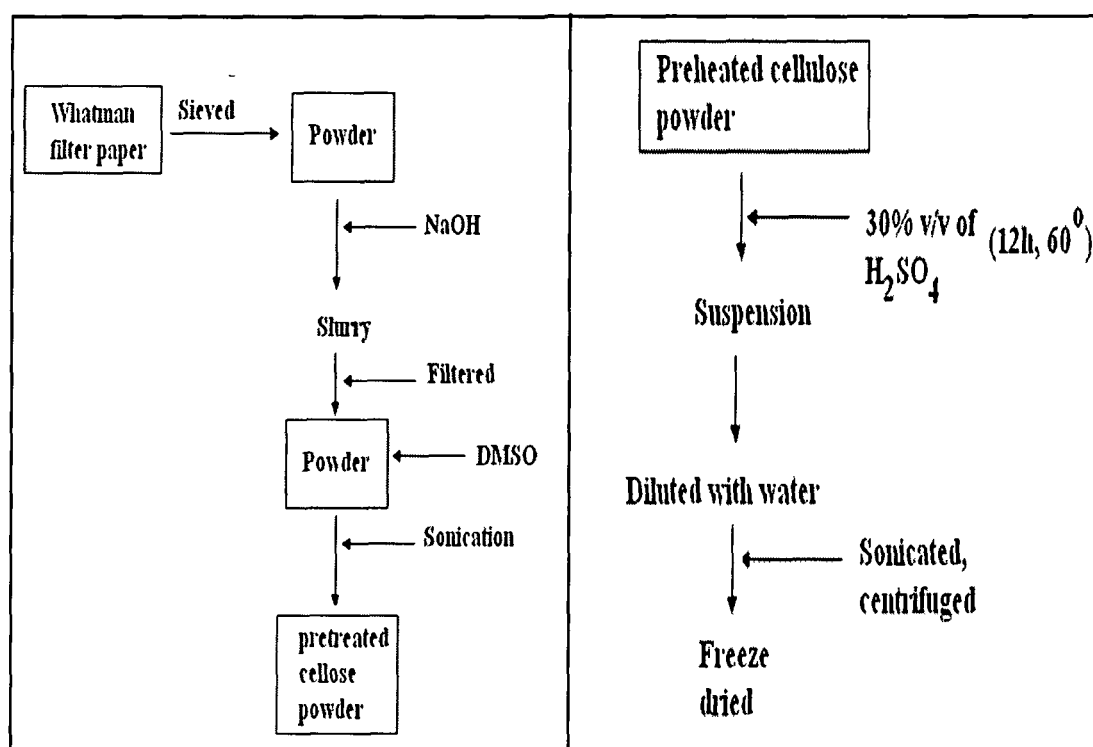 Whatman
filter paper
Sieved
Powder
NaOH
Slurry
Filtered
Powder
DMSO
Sonication
pretreated
cellose
powder
Preheated cellulose
powder
30% v/v of
H₂SO₄
(12h, 60⁰)
Suspension
Diluted with water
Sonicated,
centrifuged
Freeze
dried